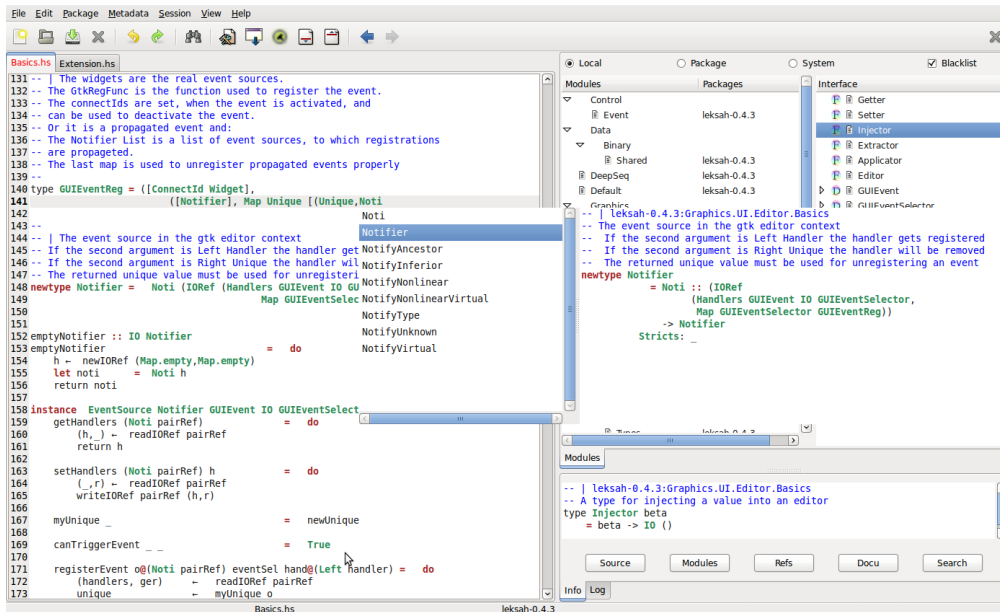 File Edit Package Metadata Session View Help
Basics.hs Extension.hs
131 -- | The widgets are the real event sources.
132 -- The GtkRegFunc is the function used to register the event.
133 -- The connectIds are set, when the event is activated, and
134 -- can be used to deactivate the event.
135 -- Or it is a propagated event and:
136 -- The Notifier List is a list of event sources, to which registrations
137 -- are propageted.
138 -- The last map is used to unregister propagated events properly
139 --
140 type GUIEventReg = ([ConnectId Widget],
141 ([Notifier], Map Unique [(Unique,Noti
142
143 --
144 -- | The event source in the gtk editor context
145 -- If the second argument is Left Handler the handler get
146 -- If the second argument is Right Unique the handler wil
147 -- The returned unique value must be used for unregisteri
148 newtype Notifier = Noti (IORef (Handlers GUIEvent IO GU
149 Map GUIEventSelec
150
151
152 emptyNotifier :: IO Notifier
153 emptyNotifier = do
154 h ← newIORef (Map.empty,Map.empty)
155 let noti = Noti h
156 return noti
157
158 instance EventSource Notifier GUIEvent IO GUIEventSelect
159 getHandlers (Noti pairRef) = do
160 (h,_) ← readIORef pairRef
161 return h
162
163 setHandlers (Noti pairRef) h = do
164 (_,r) ← readIORef pairRef
165 writeIORef pairRef (h,r)
166
167 myUnique _ = newUnique
168
169 canTriggerEvent _ _ = True
170
171 registerEvent o@(Noti pairRef) eventSel hand@(Left handler) = do
172 (handlers, ger) ← readIORef pairRef
173 unique ← myUnique o
Noti
Notifier
NotifyAncestor
NotifyInferior
NotifyNonlinear
NotifyNonlinearVirtual
NotifyType
NotifyUnknown
NotifyVirtual
Local Package System Blacklist
Modules Packages Interface
Control
Event leksah-0.4.3
Data
Binary
Shared leksah-0.4.3
DeepSeq leksah-0.4.3
Default leksah-0.4.3
Graphics
Getter
Setter
Injector
Extractor
Applicator
Editor
GUIEvent
GUIEventSelector
-- | leksah-0.4.3:Graphics.UI.Editor.Basics
-- The event source in the gtk editor context
-- If the second argument is Left Handler the handler gets registered
-- If the second argument is Right Unique the handler will be removed
-- The returned unique value must be used for unregistering an event
newtype Notifier
= Noti :: (IORef
(Handlers GUIEvent IO GUIEventSelector,
Map GUIEventSelector GUIEventReg))
-> Notifier
Stricts: _
Types leksah-0.4.3
Modules
-- | leksah-0.4.3:Graphics.UI.Editor.Basics
-- A type for injecting a value into an editor
type Injector beta
= beta -> IO ()
Source Modules Refs Docu Search
Info Log
Basics.hs leksah-0.4.3